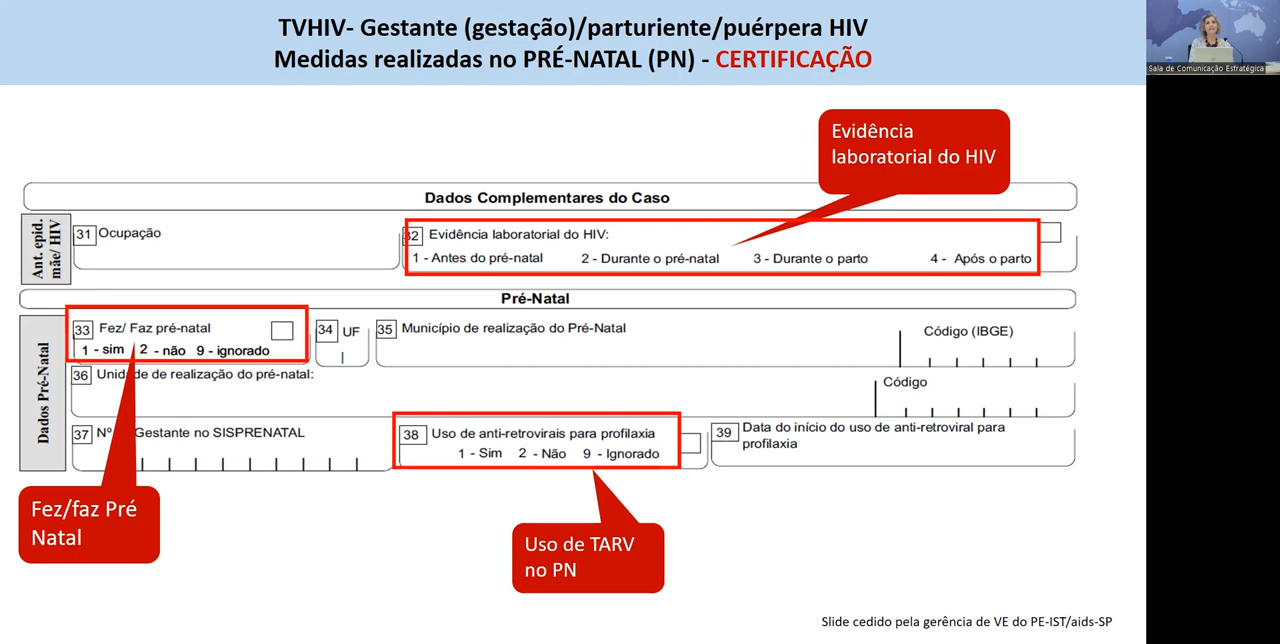 TVHIV- Gestante (gestação)/parturiente/puérpera HIV
Medidas realizadas no PRÉ-NATAL (PN) - CERTIFICAÇÃO
Sala de Comunicação Estratégica
Evidência
laboratorial do HIV
Dados Complementares do Caso
Ant. epid.
mãe/ HIV
31 Ocupação
32 Evidência laboratorial do HIV:
1 - Antes do pré-natal 2 - Durante o pré-natal 3 - Durante o parto 4 - Após o parto
Pré-Natal
Dados Pré-Natal
33 Fez/ Faz pré-natal
1 - sim 2 - não 9 - ignorado
34 UF
35 Município de realização do Pré-Natal
Código (IBGE)
36 Unidade de realização do pré-natal:
Código
37 Nº Gestante no SISPRENATAL
38 Uso de anti-retrovirais para profilaxia
1 - Sim 2 - Não 9 - Ignorado
39 Data do início do uso de anti-retroviral para
profilaxia
Fez/faz Pré
Natal
Uso de TARV
no PN
Slide cedido pela gerência de VE do PE-IST/aids-SP